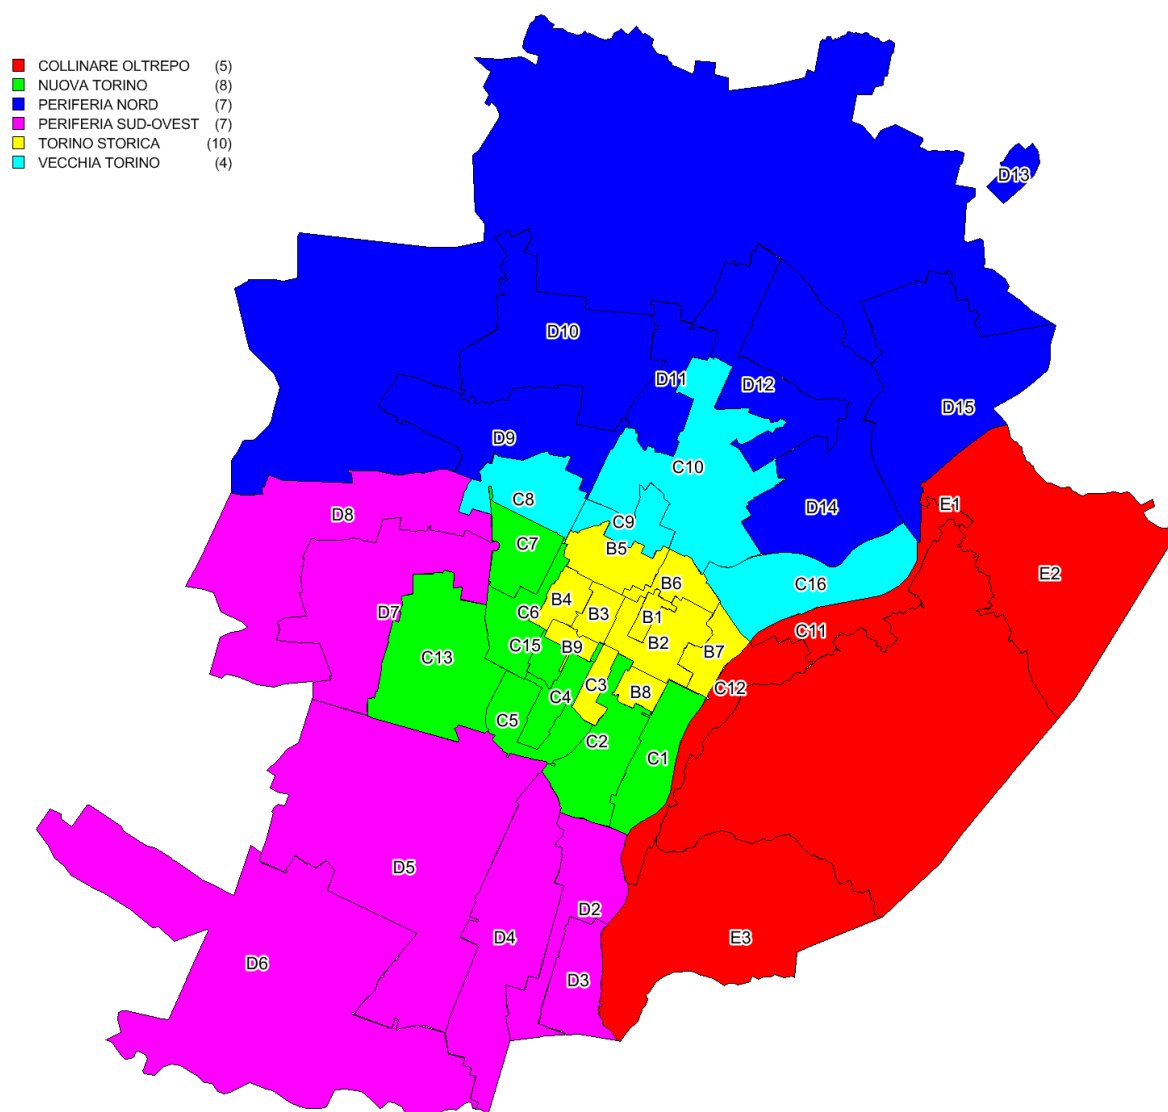 COLLINARE OLTREPO (5)
NUOVA TORINO (8)
PERIFERIA NORD (7)
PERIFERIA SUD-OVEST (7)
TORINO STORICA (10)
VECCHIA TORINO (4)
D13
D10
D11
D12
D15
D9
C10
C8
E1
D8
D14
C9
C7
B5
E2
B6
C16
D7
C6
B4
B3
B1
C11
C15
B9
B2
B7
C13
C3
C12
C4
B8
C5
C2
C1
D5
D2
D4
E3
D6
D3